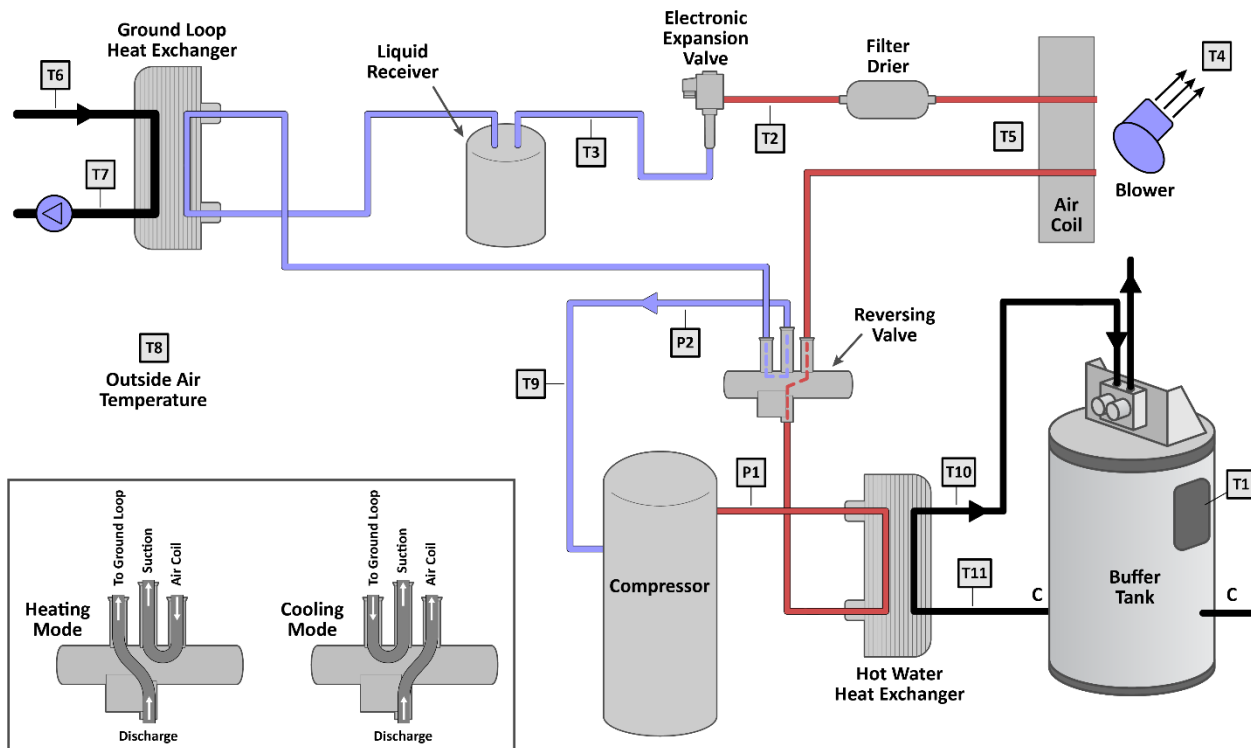 Ground Loop
Heat Exchanger
T6
T7
Liquid
Receiver
T3
Electronic
Expansion
Valve
T2
Filter
Drier
T5
Air
Coil
T4
Blower
T8
Outside Air
Temperature
P2
T9
Reversing
Valve
P1
Compressor
T10
T11
Hot Water
Heat Exchanger
T1
Buffer
Tank
C
C
Heating
Mode
To Ground Loop
Suction
Air Coil
Discharge
Cooling
Mode
To Ground Loop
Suction
Air Coil
Discharge